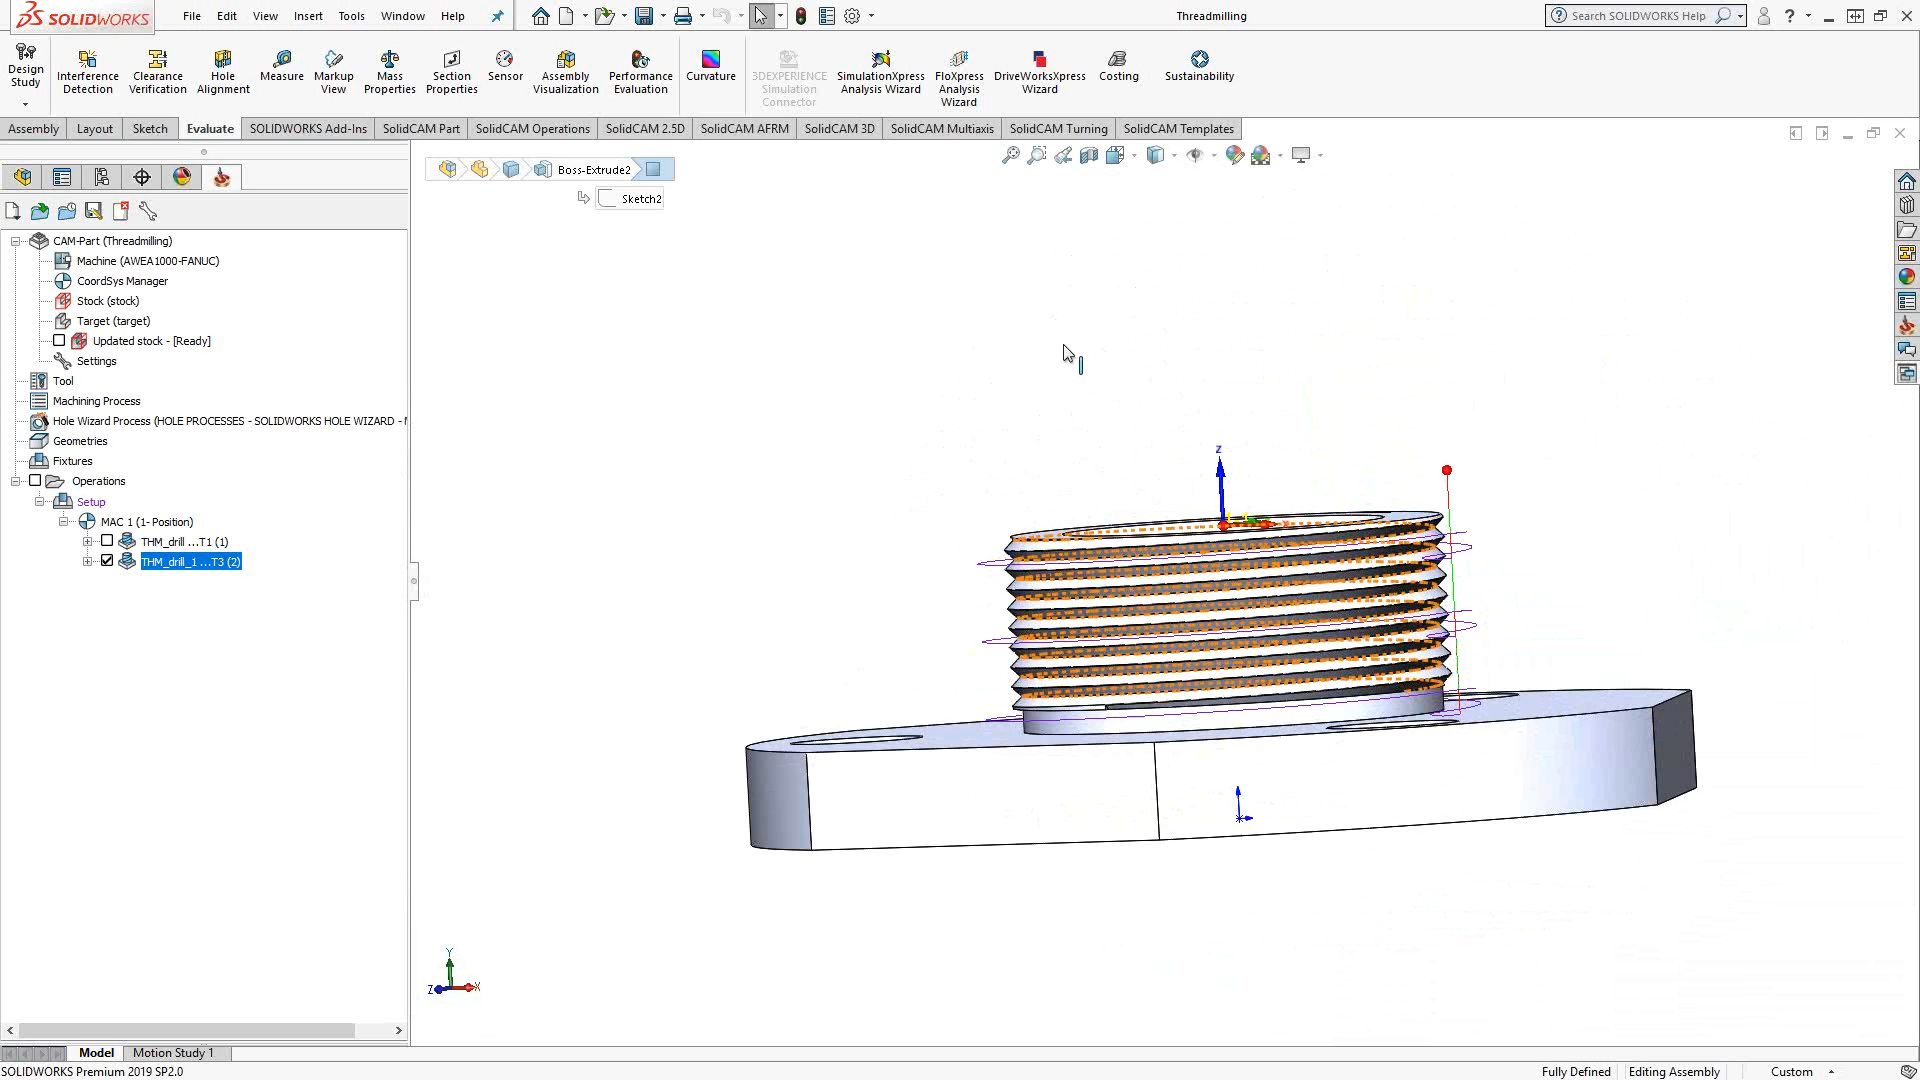 SOLIDWORKS File Edit View Insert Tools Window Help Threadmilling Search SOLIDWORKS Help ?
Design Study
Interference Detection
Clearance Verification
Hole Alignment
Measure
Markup View
Mass Properties
Section Properties
Sensor
Assembly Visualization
Performance Evaluation
Curvature
3DEXPERIENCE Simulation Connector
SimulationXpress Analysis Wizard
FloXpress Analysis Wizard
DriveWorksXpress Wizard
Costing
Sustainability
Assembly Layout Sketch Evaluate SOLIDWORKS Add-Ins SolidCAM Part SolidCAM Operations SolidCAM 2.5D SolidCAM AFRM SolidCAM 3D SolidCAM Multiaxis SolidCAM Turning SolidCAM Templates
Boss-Extrude2
Sketch2
CAM-Part (Threadmilling)
Machine (AWEA1000-FANUC)
CoordSys Manager
Stock (stock)
Target (target)
Updated stock - [Ready]
Settings
Tool
Machining Process
Hole Wizard Process (HOLE PROCESSES - SOLIDWORKS HOLE WIZARD -
Geometries
Fixtures
Operations
Setup
MAC 1 (1- Position)
THM_drill ...T1 (1)
THM_drill_1 ...T3 (2)
Z
Y
Z X
Model Motion Study 1
SOLIDWORKS Premium 2019 SP2.0 Fully Defined Editing Assembly Custom